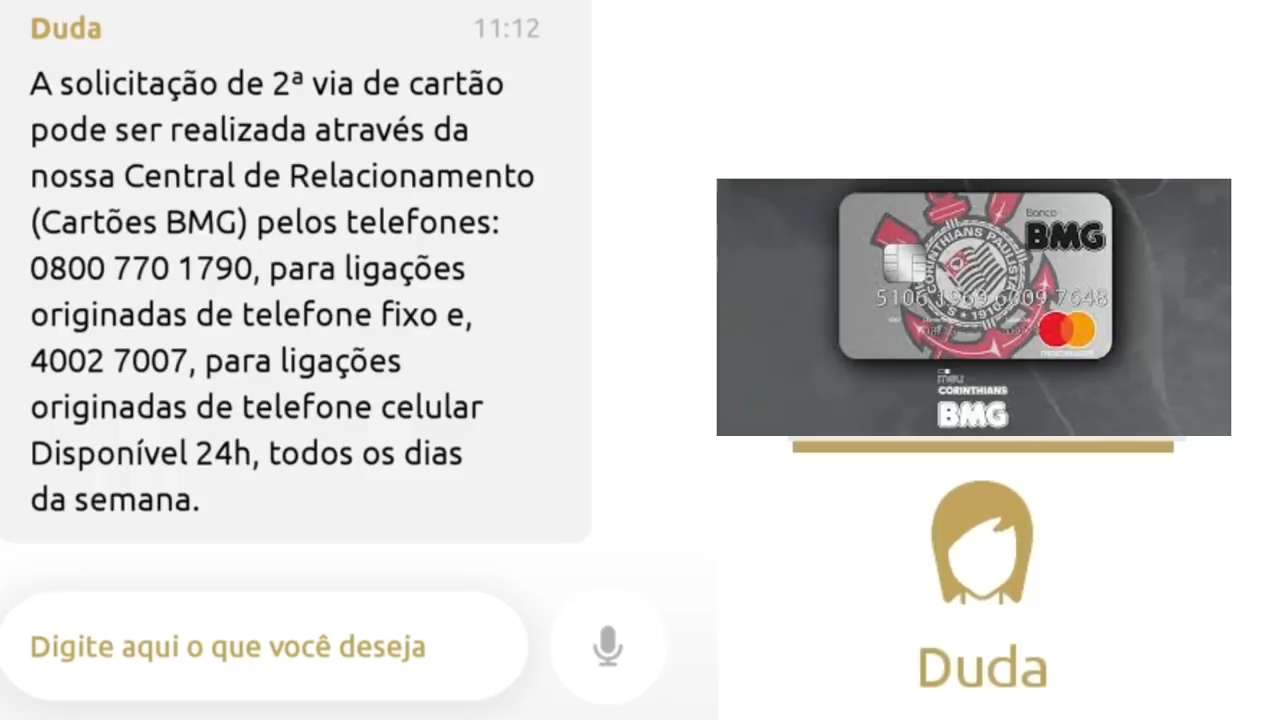 Duda 11:12
A solicitação de 2ª via de cartão
pode ser realizada através da
nossa Central de Relacionamento
(Cartões BMG) pelos telefones:
0800 770 1790, para ligações
originadas de telefone fixo e,
4002 7007, para ligações
originadas de telefone celular
Disponível 24h, todos os dias
da semana.
Digite aqui o que você deseja
Banco
BMG
CORINTHIANS PAULISTA
1910
5106 1969 6009 7648
mastercard
meu
CORINTHIANS
BMG
Duda